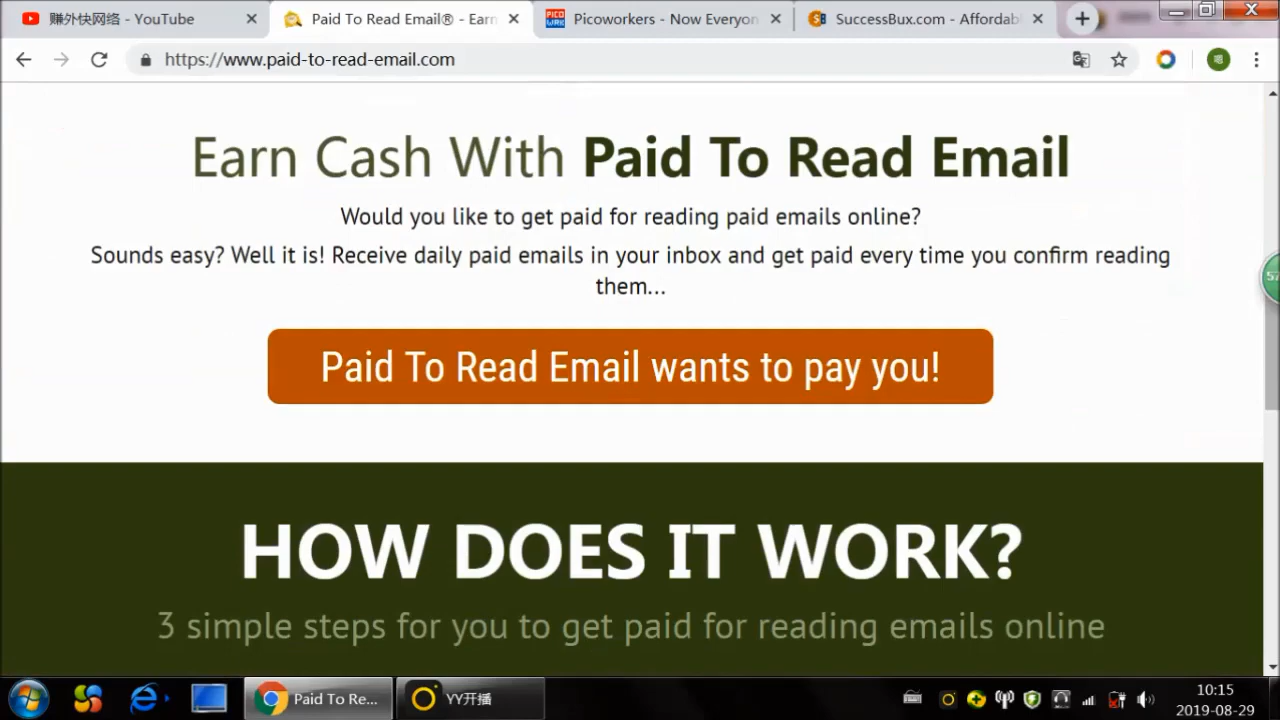 赚外快网络 - YouTube
Paid To Read Email® - Earn
Picoworkers - Now Everyon
SuccessBux.com - Affordabl
https://www.paid-to-read-email.com
Earn Cash With Paid To Read Email
Would you like to get paid for reading paid emails online?
Sounds easy? Well it is! Receive daily paid emails in your inbox and get paid every time you confirm reading
them...
Paid To Read Email wants to pay you!
57
HOW DOES IT WORK?
3 simple steps for you to get paid for reading emails online
Paid To Re...
YY开播
10:15
2019-08-29